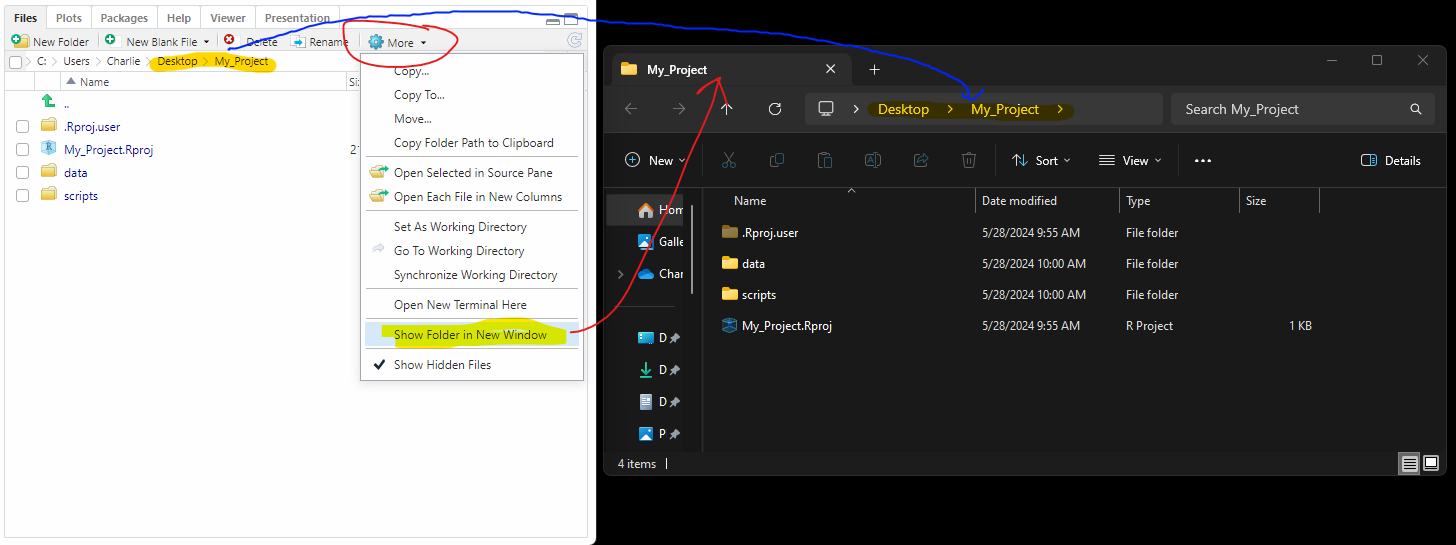 Files Plots Packages Help Viewer Presentation
New Folder New Blank File Delete Rename More
C: Users Charlie Desktop My_Project
Name
..
.Rproj.user
My_Project.Rproj
data
scripts
Copy...
Copy To...
Move...
Copy Folder Path to Clipboard
Open Selected in Source Pane
Open Each File in New Columns
Set As Working Directory
Go To Working Directory
Synchronize Working Directory
Open New Terminal Here
Show Folder in New Window
Show Hidden Files
My_Project
Desktop My_Project Search My_Project
New Sort View Details
Name Date modified Type Size
.Rproj.user 5/28/2024 9:55 AM File folder
data 5/28/2024 10:00 AM File folder
scripts 5/28/2024 10:00 AM File folder
My_Project.Rproj 5/28/2024 9:55 AM R Project 1 KB
Hom
Galle
Char
D
D
D
P
4 items